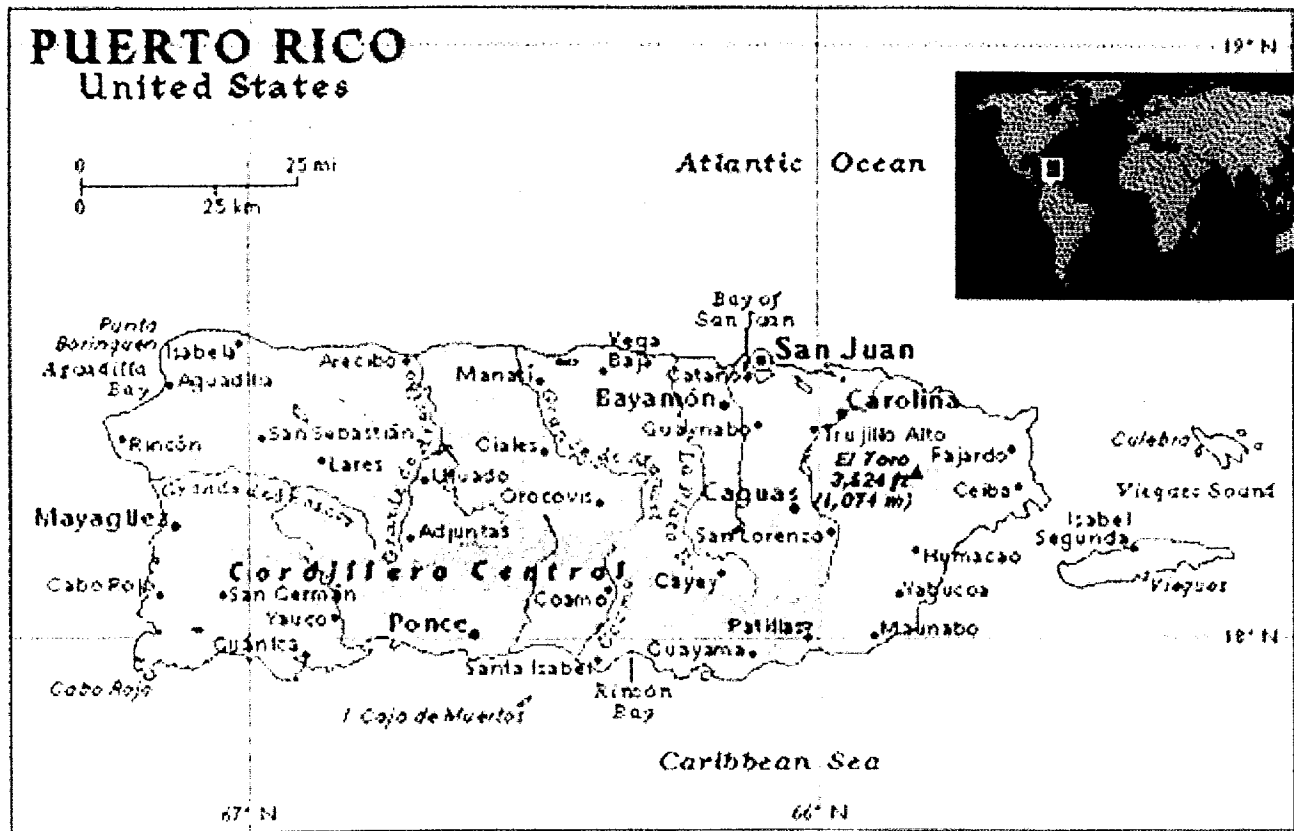 PUERTO RICO
United States
19° N
0 25 mi
0 25 km
Atlantic Ocean
Bay of
San Juan
Punta
Borinquen
Isabela
Aguadilla
Bay
Aquadilla
Arecibo
Manatí
Vega
Baja
San Juan
Cataño
Bayamón
Carolina
Guaynabo
Trujillo Alto
Rincón
San Sebastián
Lares
Ciales
Utuado
Orocovis
El Toro
3,524 ft
(1,074 m)
Fajardo
Ceiba
Culebra
Vieques Sound
Isabel
Segunda
Vieques
Mayagüez
Adjuntas
Caguas
San Lorenzo
Humacao
Cordillera Central
Cayey
Yabucoa
Cabo Rojo
San Germán
Coamo
Yauco
Ponce
Patillas
Maunabo
18° N
Guánica
Santa Isabel
Guayama
Cabo Rojo
Rincón
Bay
I Caja de Muertos
Caribbean Sea
67° N
66° N